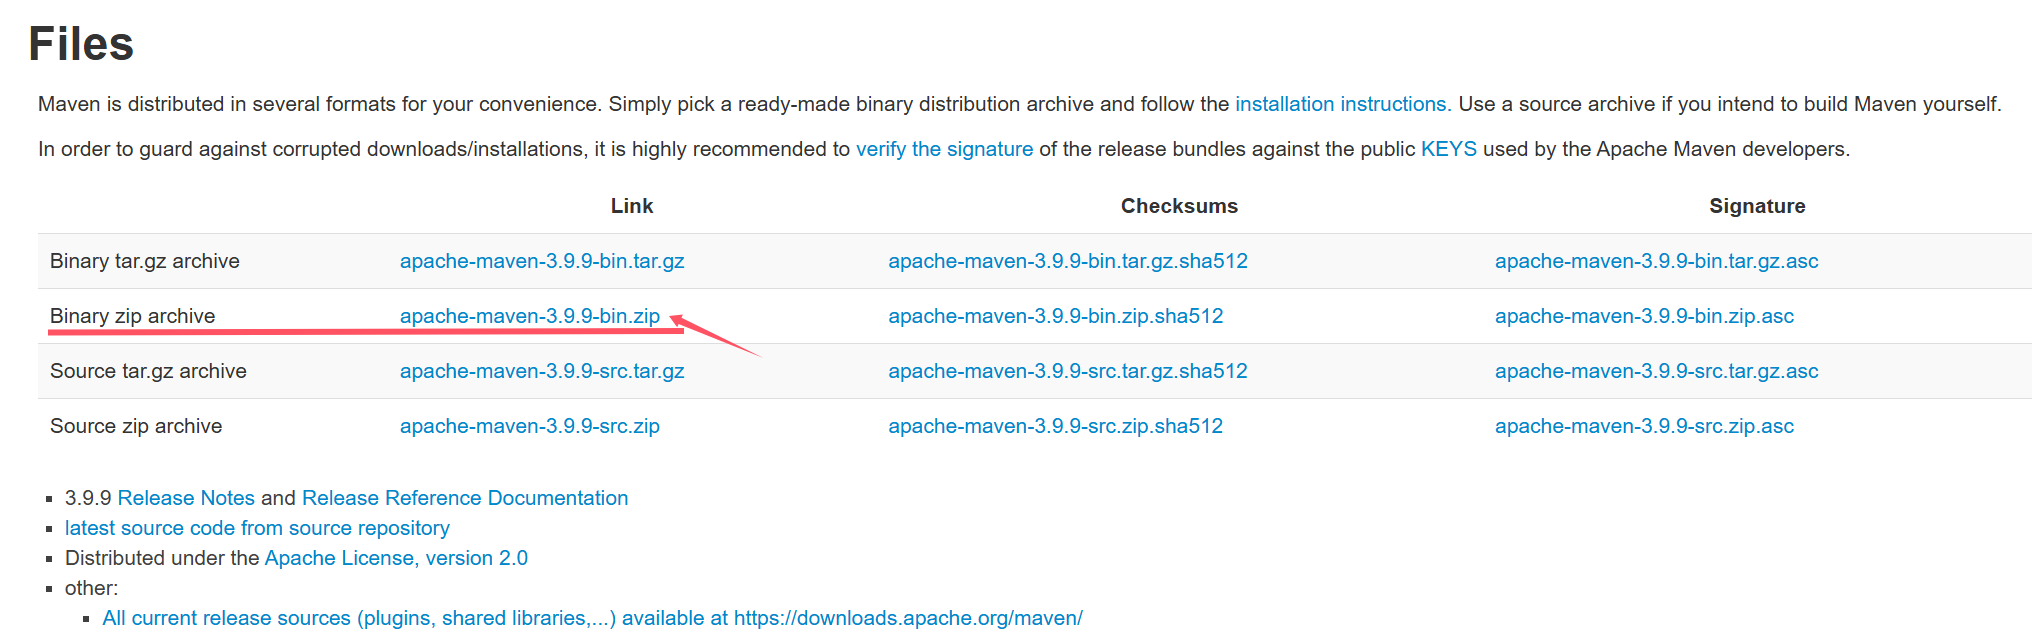 Files
Maven is distributed in several formats for your convenience. Simply pick a ready-made binary distribution archive and follow the installation instructions. Use a source archive if you intend to build Maven yourself.
In order to guard against corrupted downloads/installations, it is highly recommended to verify the signature of the release bundles against the public KEYS used by the Apache Maven developers.
Link Checksums Signature
Binary tar.gz archive apache-maven-3.9.9-bin.tar.gz apache-maven-3.9.9-bin.tar.gz.sha512 apache-maven-3.9.9-bin.tar.gz.asc
Binary zip archive apache-maven-3.9.9-bin.zip apache-maven-3.9.9-bin.zip.sha512 apache-maven-3.9.9-bin.zip.asc
Source tar.gz archive apache-maven-3.9.9-src.tar.gz apache-maven-3.9.9-src.tar.gz.sha512 apache-maven-3.9.9-src.tar.gz.asc
Source zip archive apache-maven-3.9.9-src.zip apache-maven-3.9.9-src.zip.sha512 apache-maven-3.9.9-src.zip.asc
3.9.9 Release Notes and Release Reference Documentation
latest source code from source repository
Distributed under the Apache License, version 2.0
other:
All current release sources (plugins, shared libraries,...) available at https://downloads.apache.org/maven/